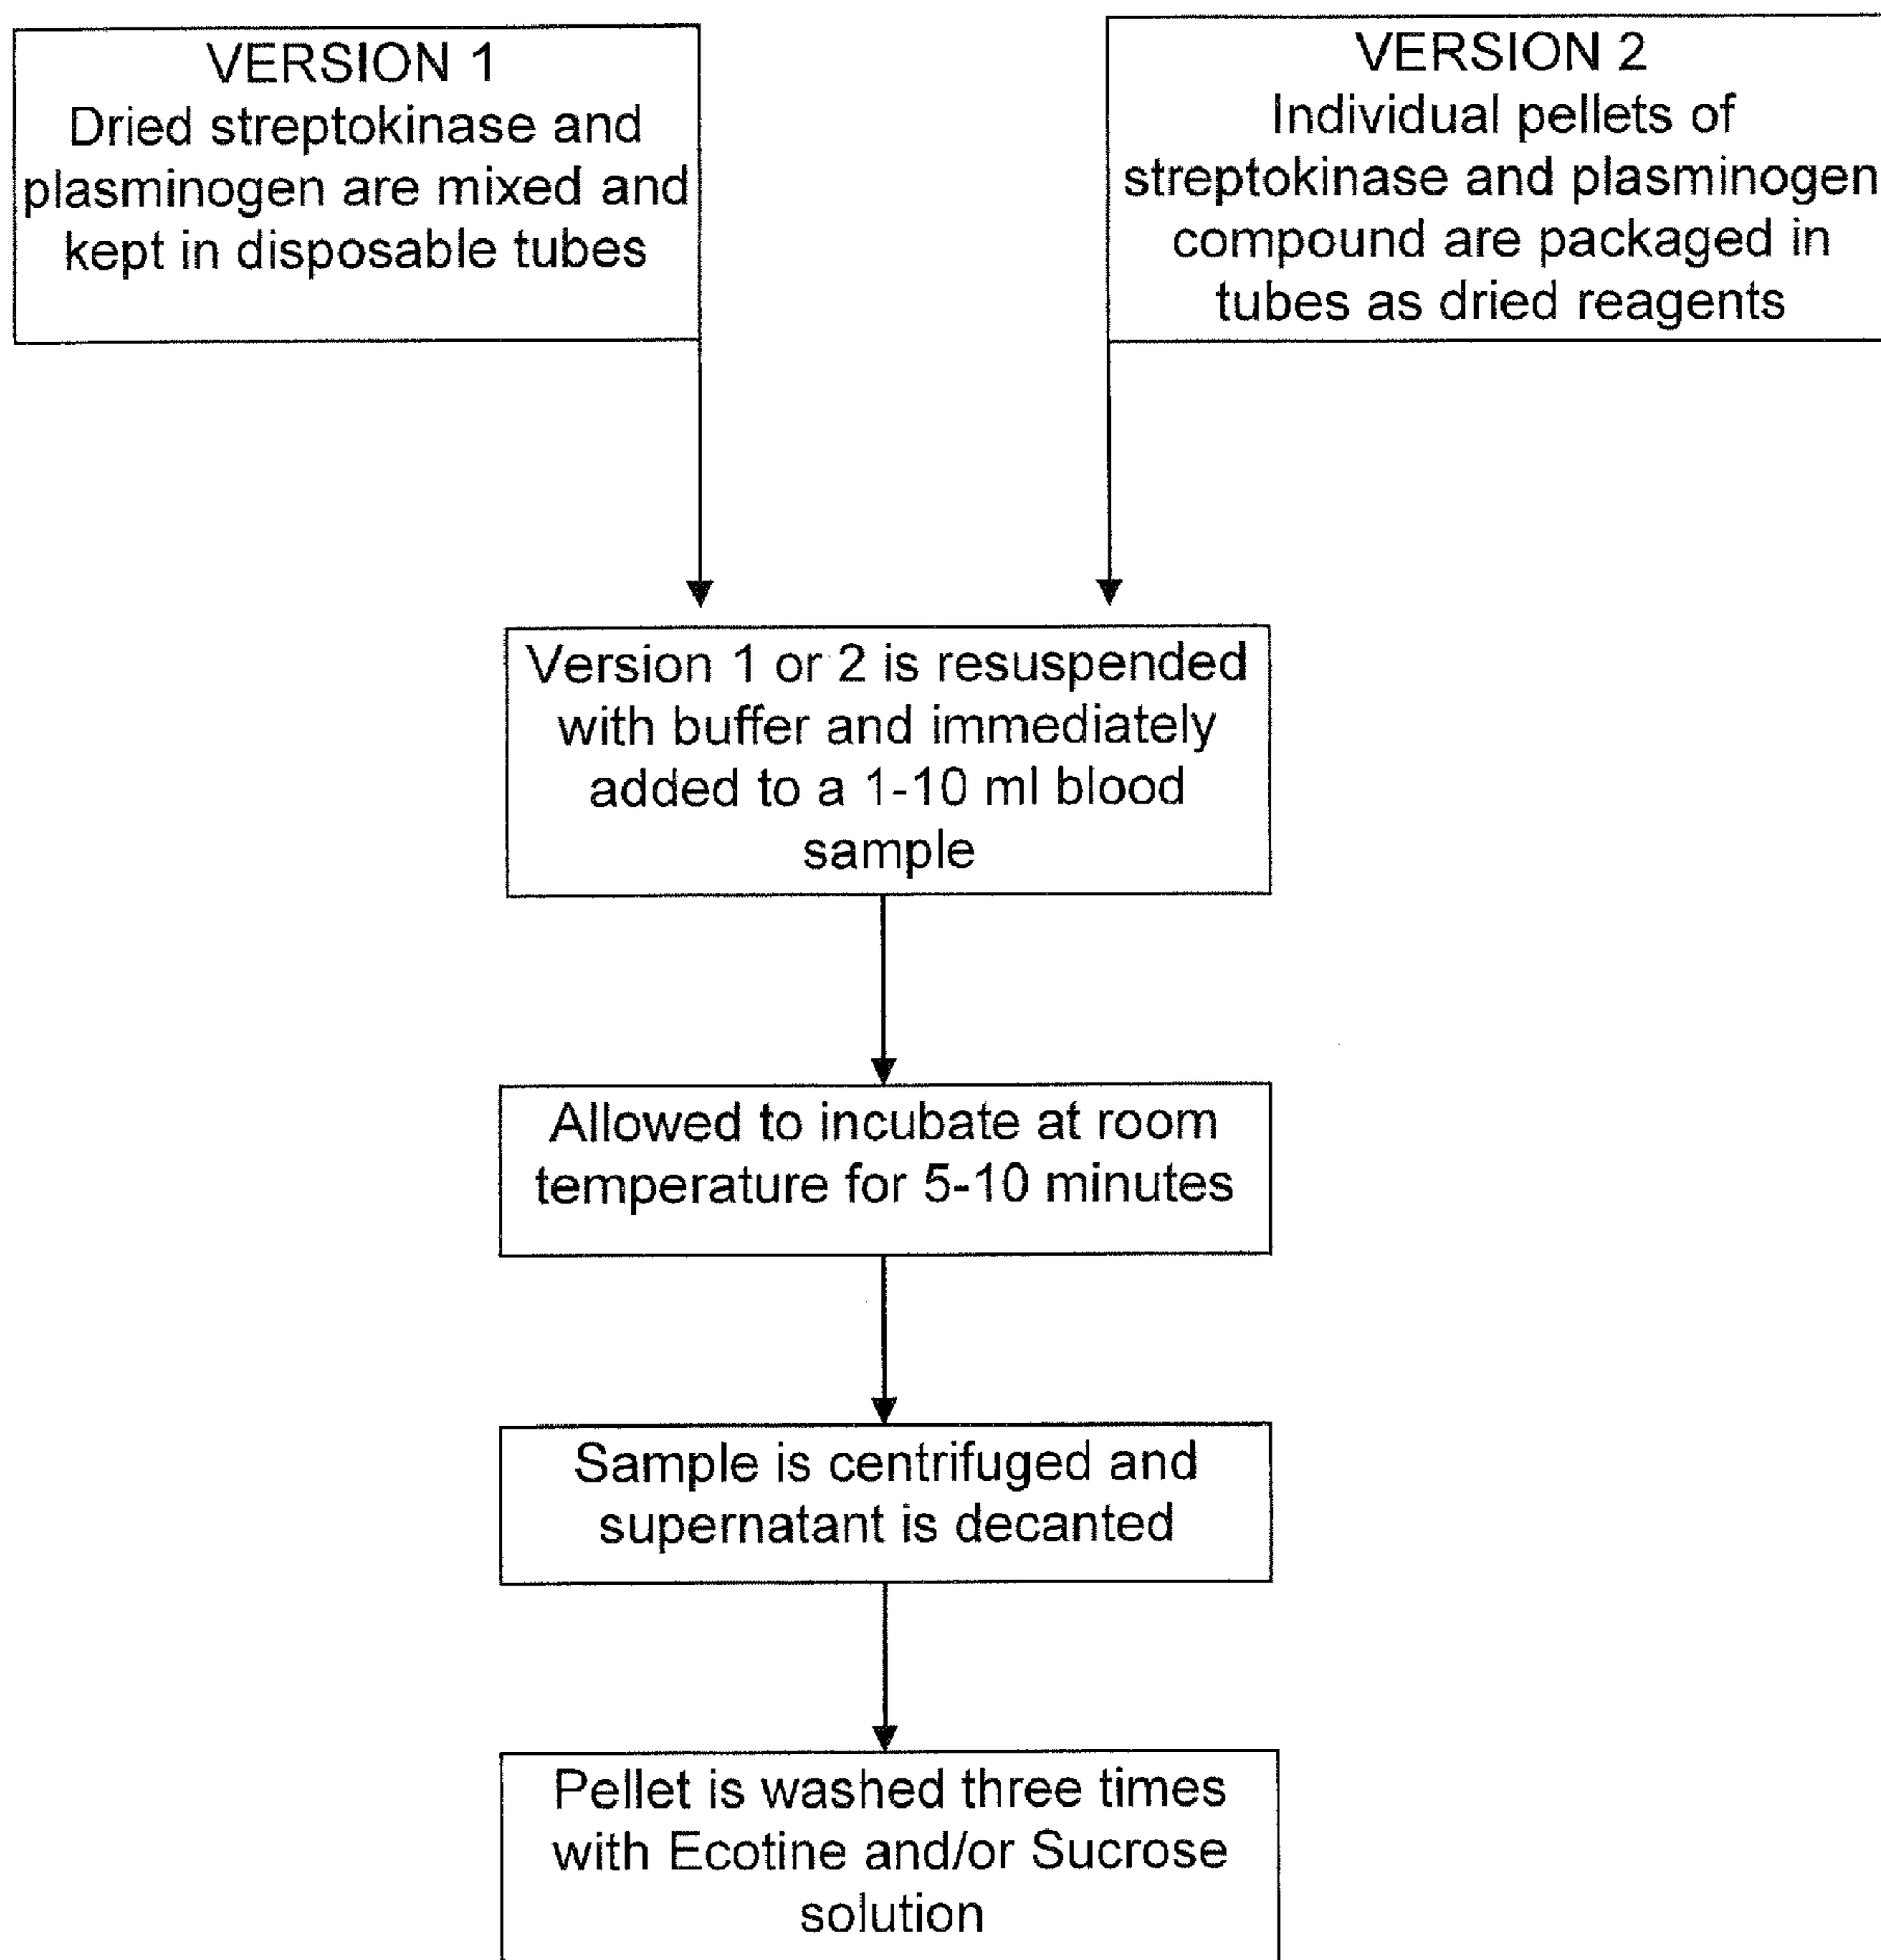 VERSION 1
Dried streptokinase and
plasminogen are mixed and
kept in disposable tubes
VERSION 2
Individual pellets of
streptokinase and plasminogen
compound are packaged in
tubes as dried reagents
Version 1 or 2 is resuspended
with buffer and immediately
added to a 1-10 ml blood
sample
Allowed to incubate at room
temperature for 5-10 minutes
Sample is centrifuged and
supernatant is decanted
Pellet is washed three times
with Ecotine and/or Sucrose
solution